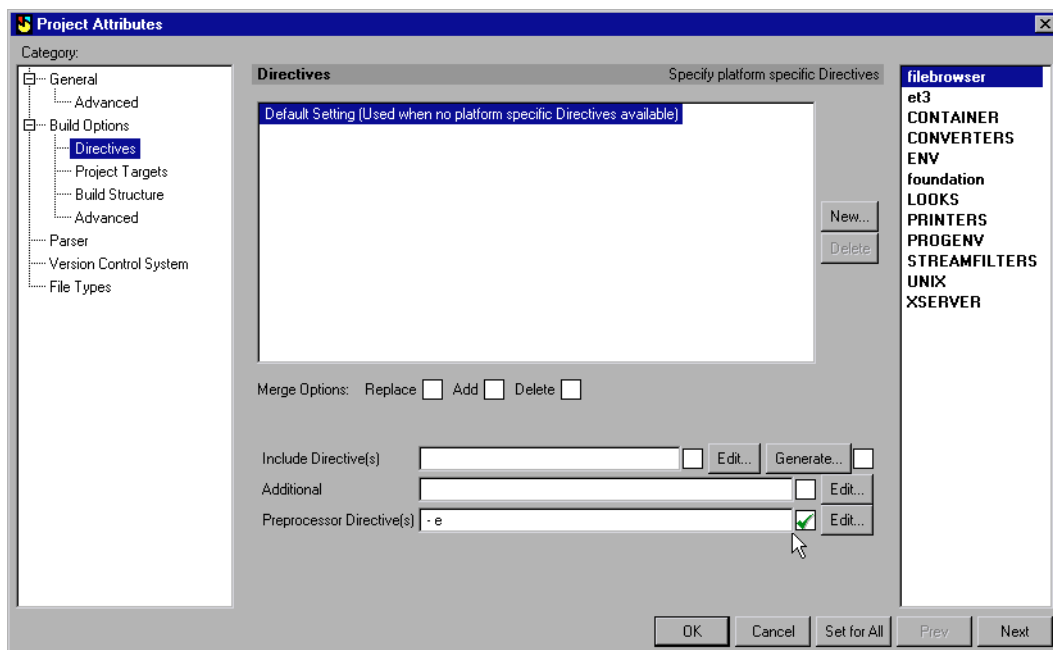 Project Attributes
Category:
General
Advanced
Build Options
Directives
Project Targets
Build Structure
Advanced
Parser
Version Control System
File Types
Directives Specify platform specific Directives
Default Setting (Used when no platform specific Directives available)
New...
Delete
Merge Options: Replace Add Delete
Include Directive(s) Edit... Generate...
Additional Edit...
Preprocessor Directive(s) - e Edit...
filebrowser
et3
CONTAINER
CONVERTERS
ENV
foundation
LOOKS
PRINTERS
PROGENV
STREAMFILTERS
UNIX
XSERVER
OK Cancel Set for All Prev Next